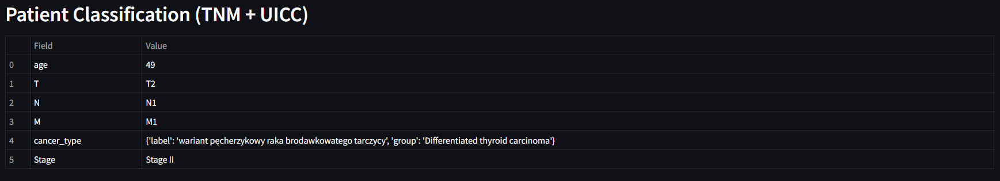 Patient Classification (TNM + UICC)
Field Value
0 age 49
1 T T2
2 N N1
3 M M1
4 cancer_type {'label': 'wariant pęcherzykowy raka brodawkowatego tarczycy', 'group': 'Differentiated thyroid carcinoma'}
5 Stage Stage II